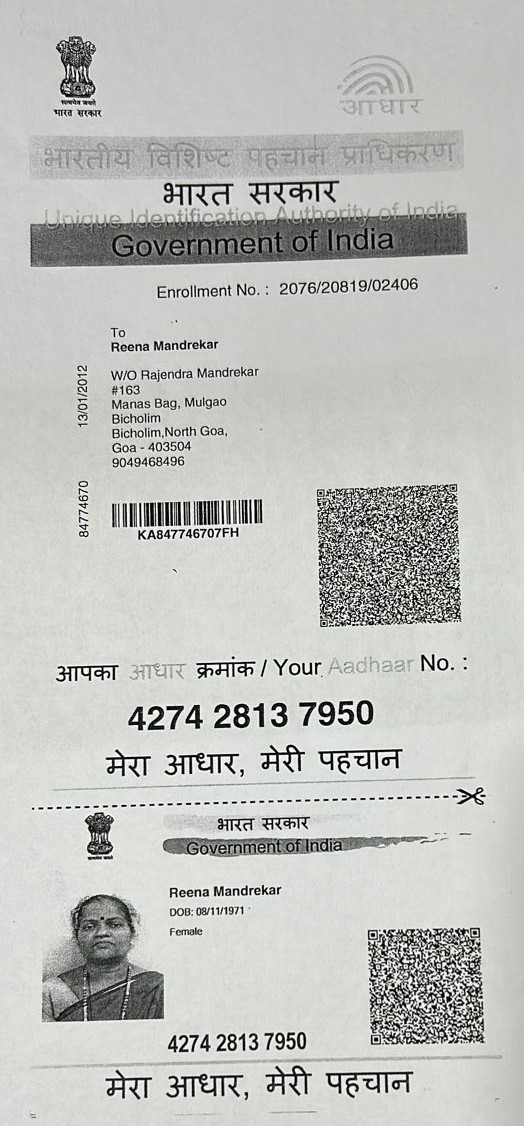 सत्यमेव जयते
भारत सरकार
आधार
भारतीय विशिष्ट पहचान प्राधिकरण
भारत सरकार
Unique Identification Authority of India
Government of India
Enrollment No. : 2076/20819/02406
To
Reena Mandrekar
W/O Rajendra Mandrekar
#163
Manas Bag, Mulgao
Bicholim
Bicholim,North Goa,
Goa - 403504
9049468496
13/01/2012
84774670
KA847746707FH
आपका आधार क्रमांक / Your Aadhaar No. :
4274 2813 7950
मेरा आधार, मेरी पहचान
भारत सरकार
Government of India
Reena Mandrekar
DOB: 08/11/1971
Female
4274 2813 7950
मेरा आधार, मेरी पहचान